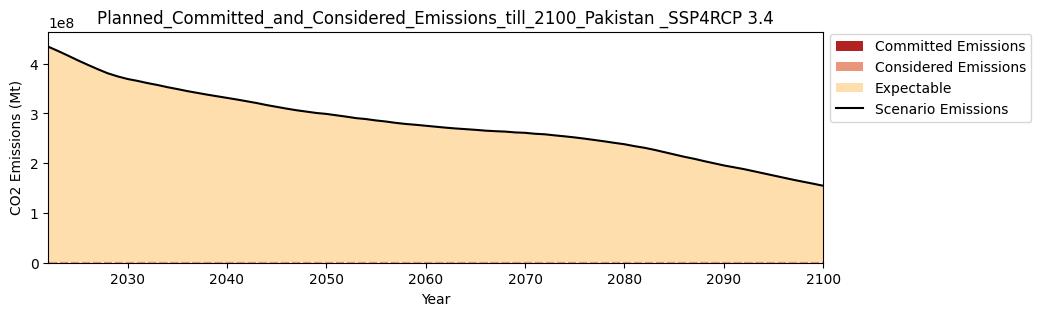 Planned_Committed_and_Considered_Emissions_till_2100_Pakistan _SSP4RCP 3.4
1e8
4
3
2
1
0
CO2 Emissions (Mt)
2030 2040 2050 2060 2070 2080 2090 2100
Year
Committed Emissions
Considered Emissions
Expectable
Scenario Emissions